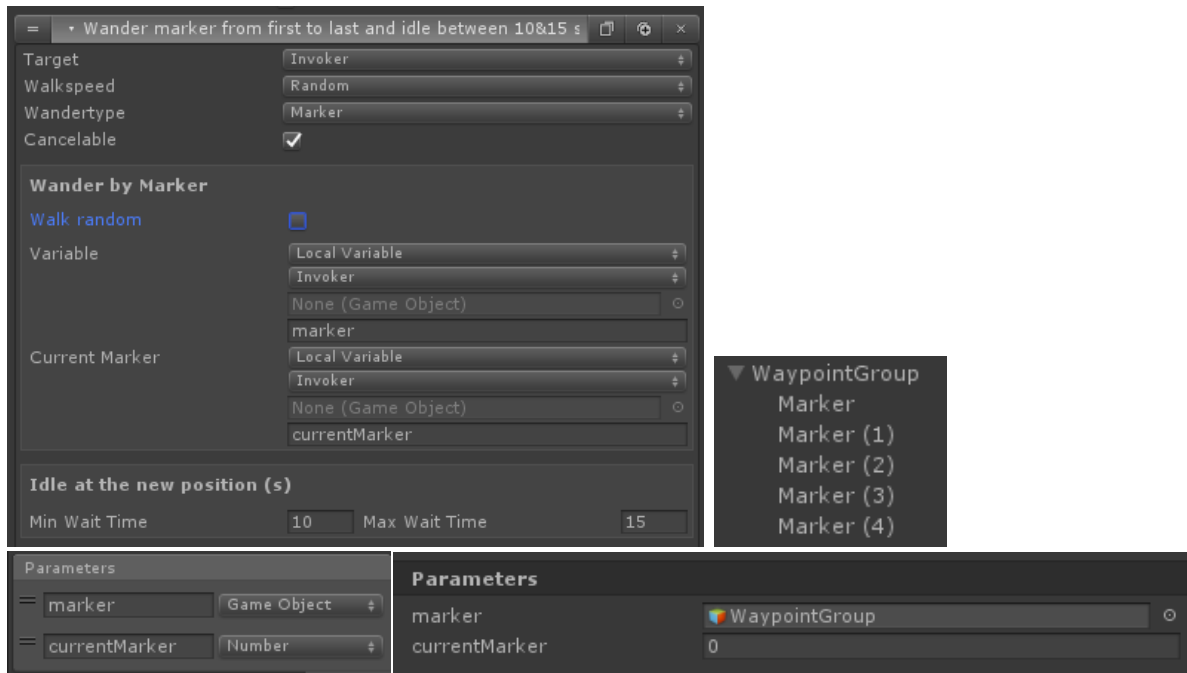 Wander marker from first to last and idle between 10&15 s
Target Invoker
Walkspeed Random
Wandertype Marker
Cancelable
Wander by Marker
Walk random
Variable Local Variable
Invoker
None (Game Object)
marker
Current Marker Local Variable
Invoker
None (Game Object)
currentMarker
Idle at the new position (s)
Min Wait Time 10 Max Wait Time 15
WaypointGroup
Marker
Marker (1)
Marker (2)
Marker (3)
Marker (4)
Parameters
marker Game Object
currentMarker Number
Parameters
marker WaypointGroup
currentMarker 0